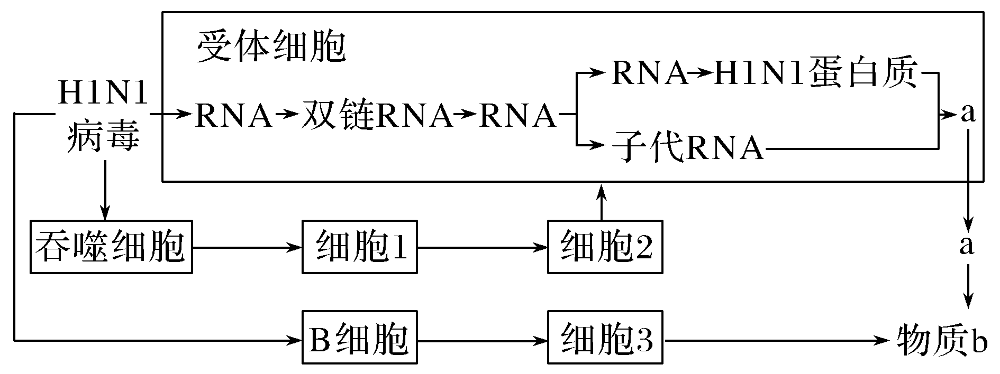 受体细胞
H1N1
病毒
RNA
双链RNA
RNA
RNA
H1N1蛋白质
子代RNA
a
吞噬细胞
细胞1
细胞2
a
B细胞
细胞3
物质b